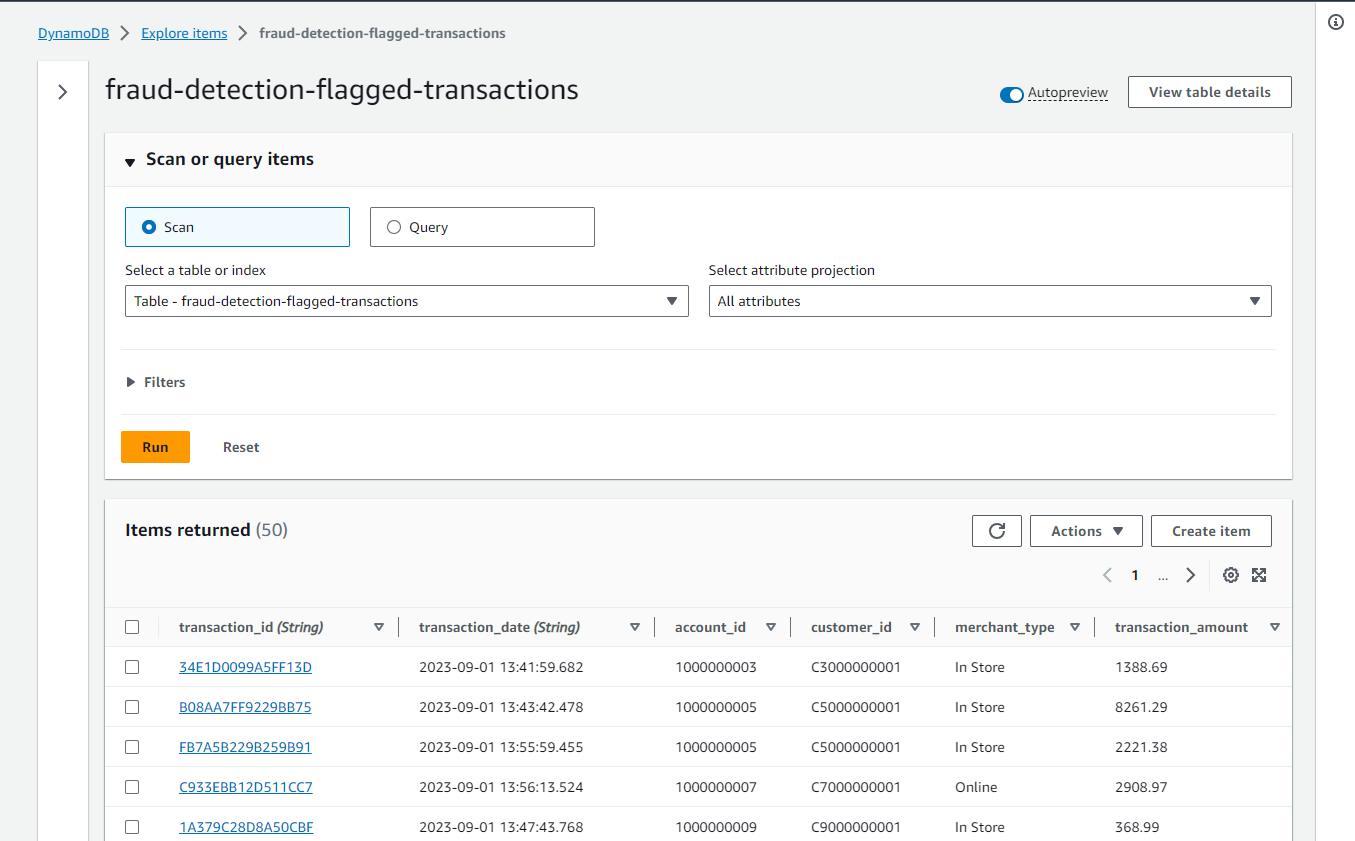 DynamoDB > Explore items > fraud-detection-flagged-transactions
fraud-detection-flagged-transactions
Autopreview View table details
Scan or query items
Scan Query
Select a table or index Select attribute projection
Table - fraud-detection-flagged-transactions All attributes
Filters
Run Reset
Items returned (50)
Actions Create item
1 ...
transaction_id (String) transaction_date (String) account_id customer_id merchant_type transaction_amount
34E1D0099A5FF13D 2023-09-01 13:41:59.682 1000000003 C3000000001 In Store 1388.69
B08AA7FF9229BB75 2023-09-01 13:43:42.478 1000000005 C5000000001 In Store 8261.29
FB7A5B229B259B91 2023-09-01 13:55:59.455 1000000005 C5000000001 In Store 2221.38
C933EBB12D511CC7 2023-09-01 13:56:13.524 1000000007 C7000000001 Online 2908.97
1A379C28D8A50CBF 2023-09-01 13:47:43.768 1000000009 C9000000001 In Store 368.99